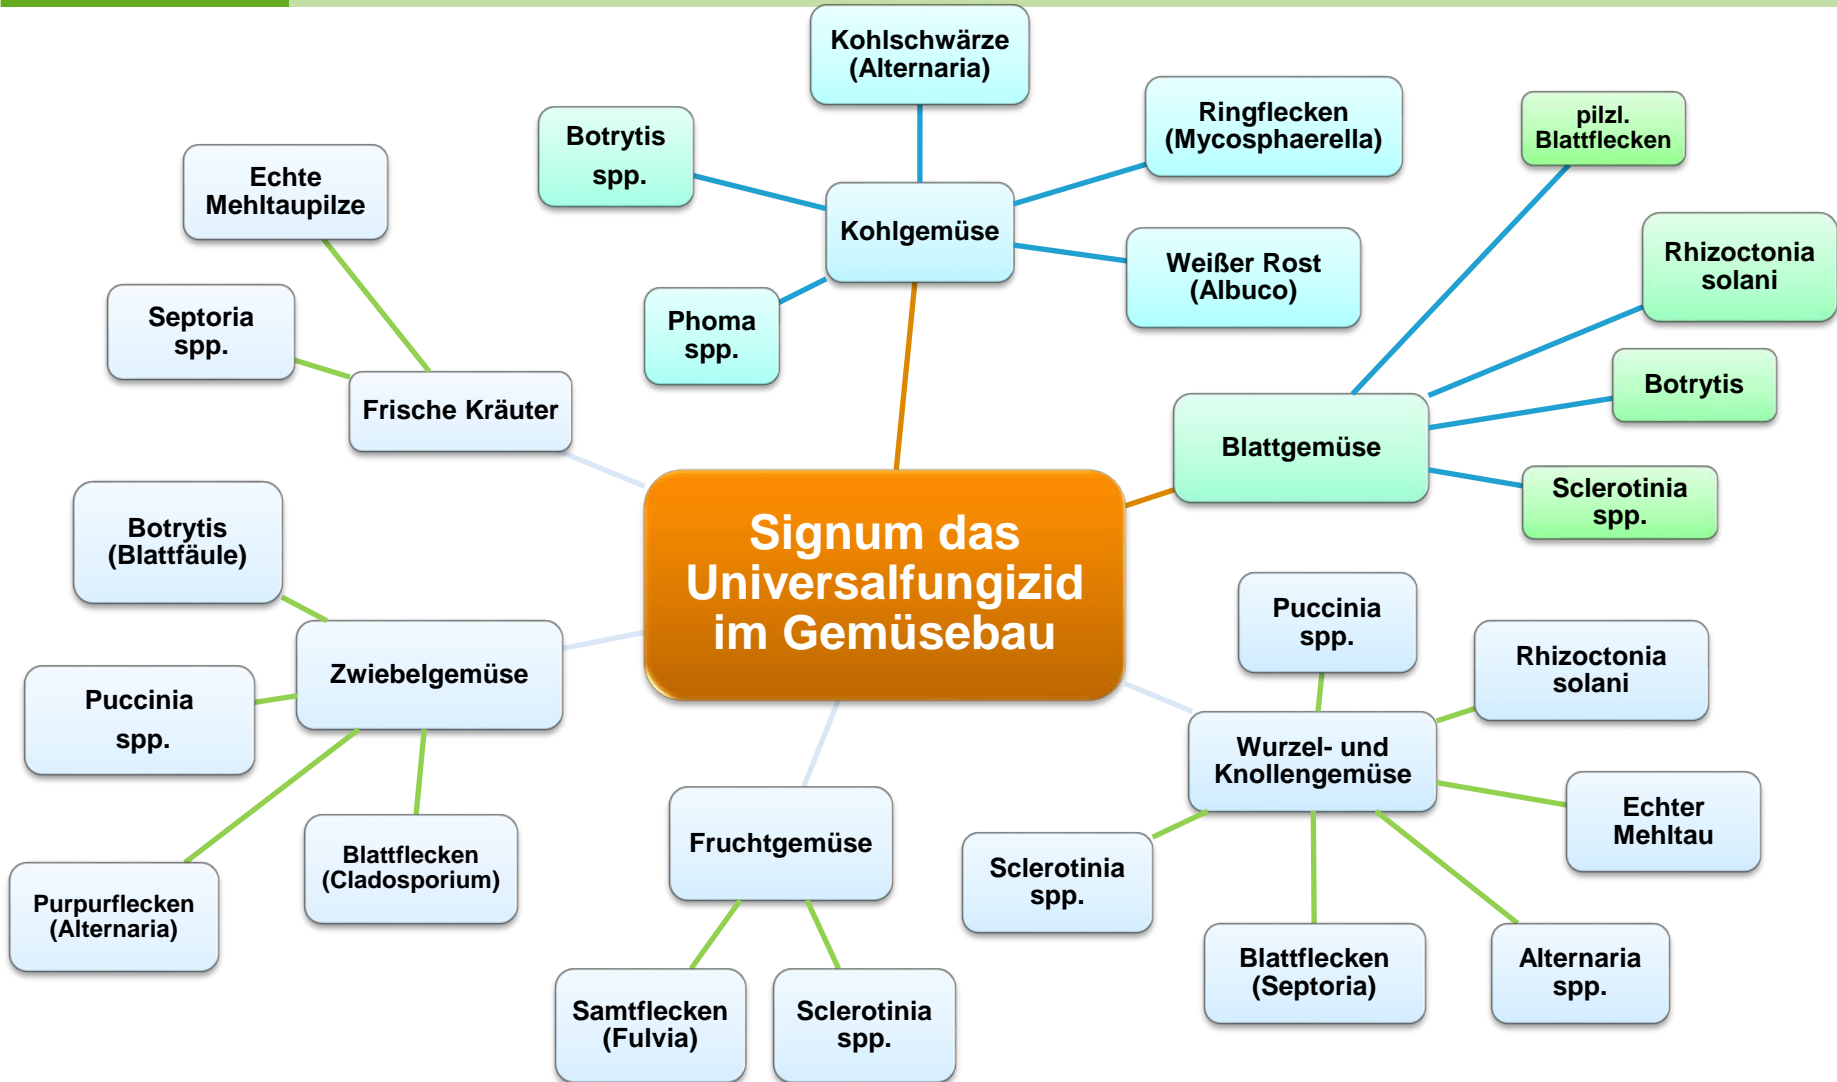 Kohlschwärze
(Alternaria)
Botrytis
spp.
Ringflecken
(Mycosphaerella)
pilzl.
Blattflecken
Echte
Mehltaupilze
Kohlgemüse
Rhizoctonia
solani
Weißer Rost
(Albuco)
Septoria
spp.
Phoma
spp.
Botrytis
Frische Kräuter
Blattgemüse
Sclerotinia
spp.
Botrytis
(Blattfäule)
Signum das
Universalfungizid
im Gemüsebau
Puccinia
spp.
Rhizoctonia
solani
Zwiebelgemüse
Puccinia
spp.
Wurzel- und
Knollengemüse
Echter
Mehltau
Fruchtgemüse
Blattflecken
(Cladosporium)
Sclerotinia
spp.
Purpurflecken
(Alternaria)
Blattflecken
(Septoria)
Alternaria
spp.
Samtflecken
(Fulvia)
Sclerotinia
spp.